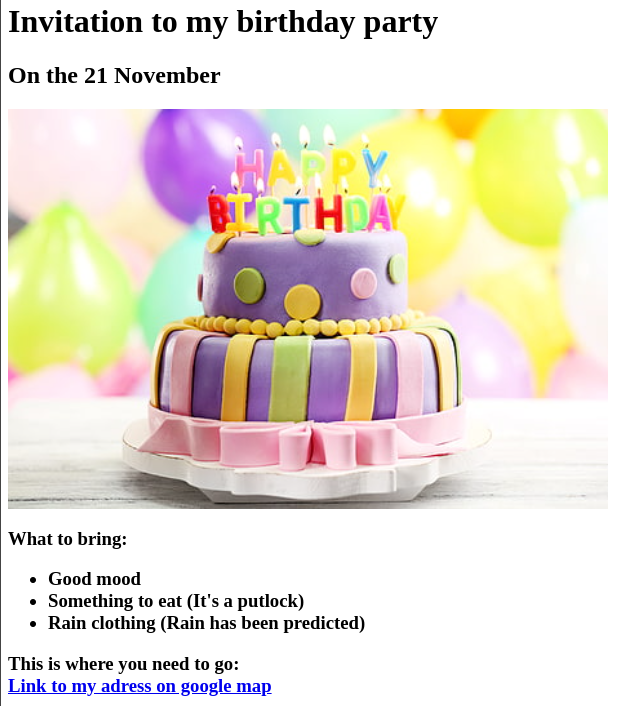 Invitation to my birthday party
On the 21 November
HAPPY
BIRTHDAY
What to bring:
Good mood
Something to eat (It's a putlock)
Rain clothing (Rain has been predicted)
This is where you need to go:
Link to my adress on google map